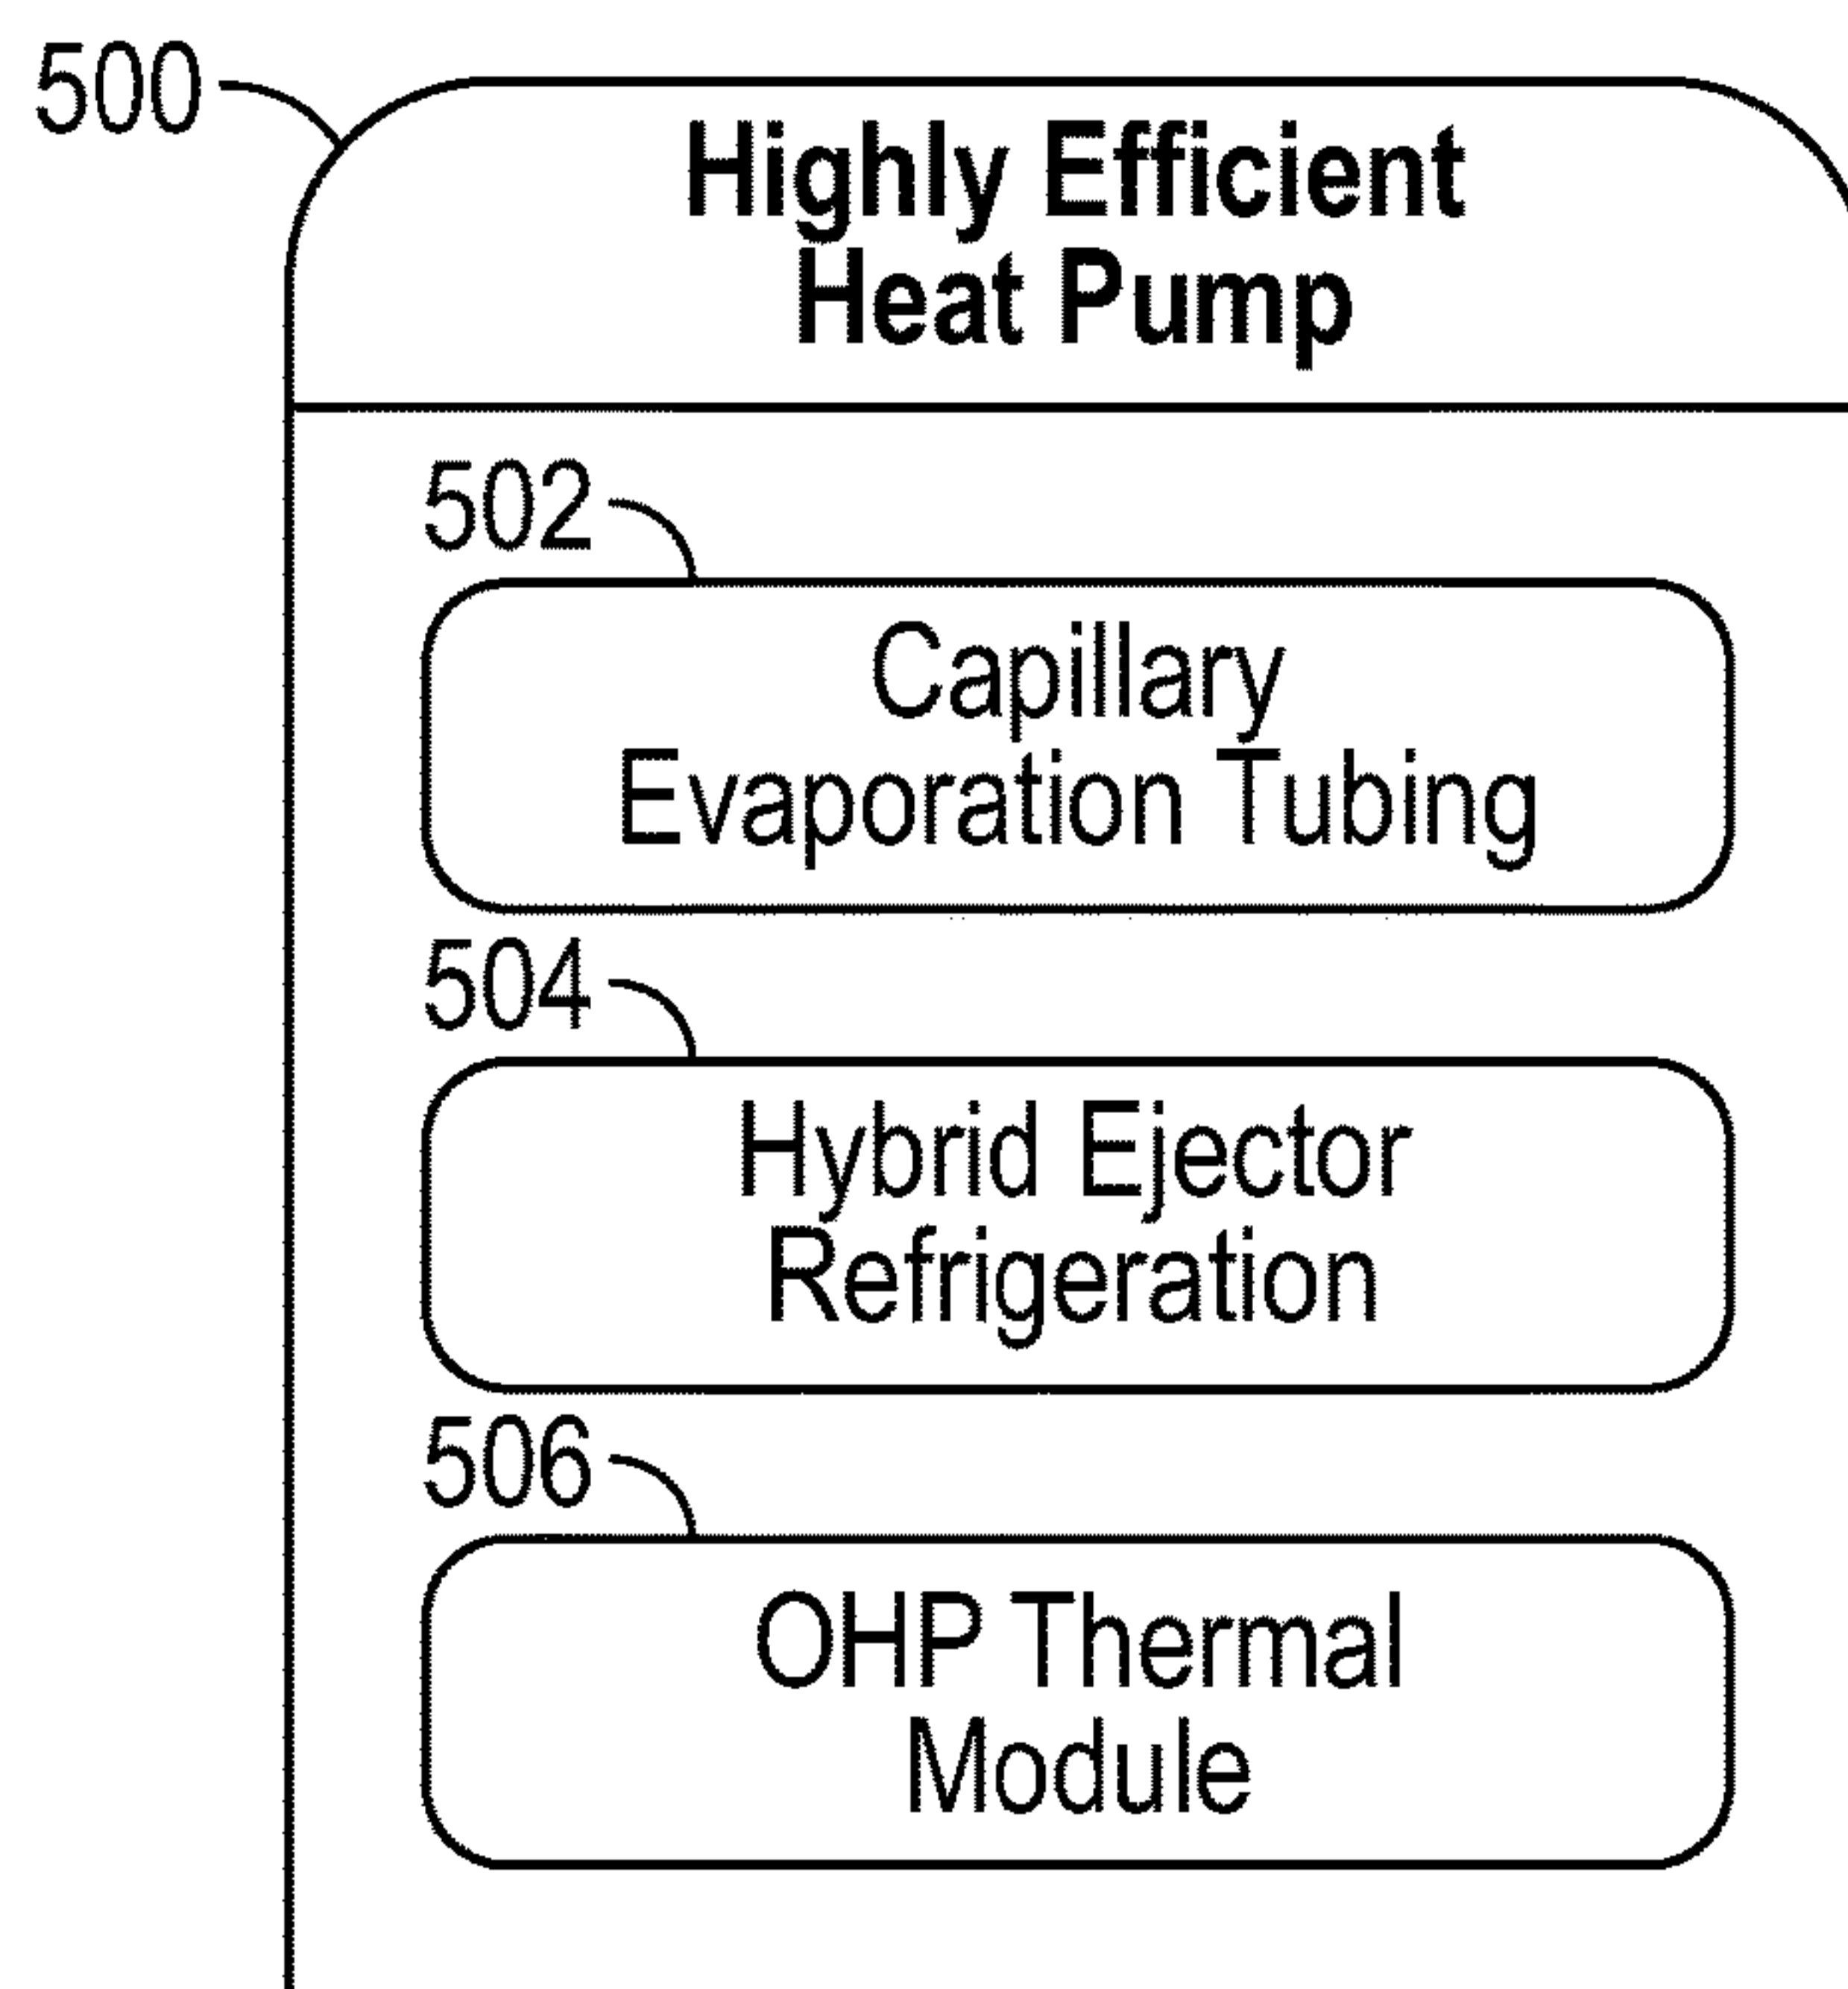 500
Highly Efficient
Heat Pump
502
Capillary
Evaporation Tubing
504
Hybrid Ejector
Refrigeration
506
OHP Thermal
Module